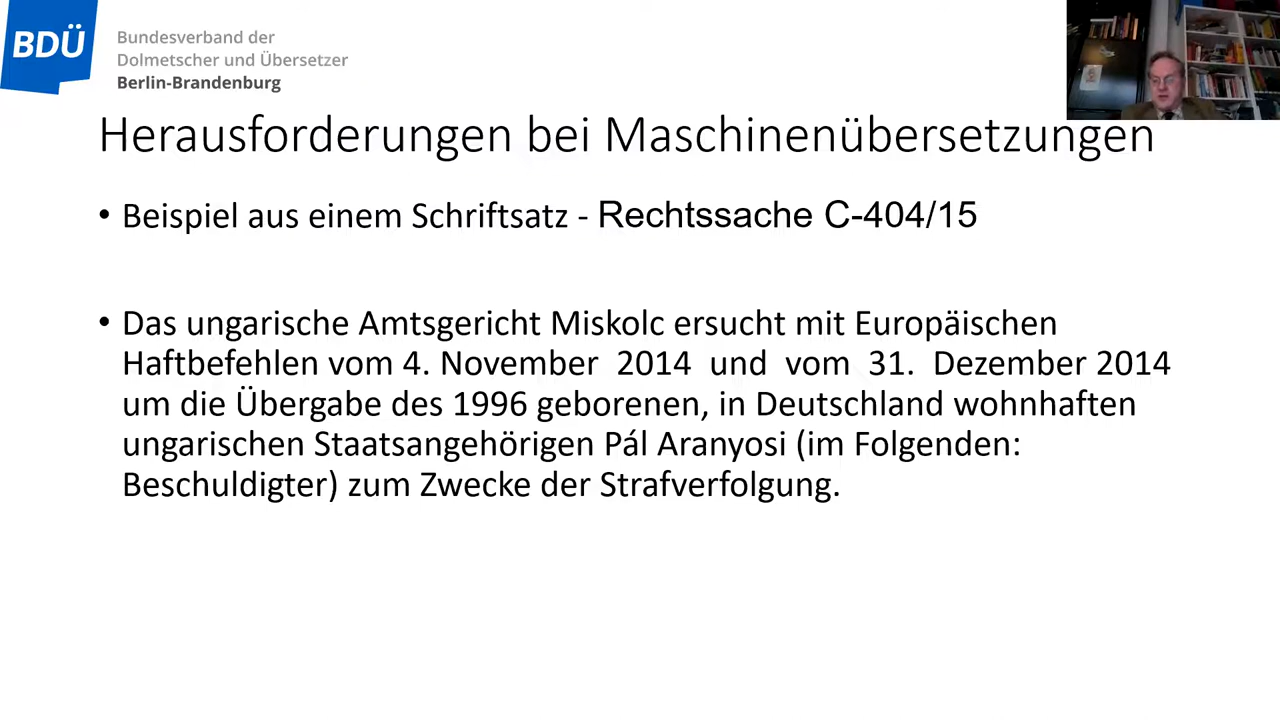 BDÜ
Bundesverband der
Dolmetscher und Übersetzer
Berlin-Brandenburg
Herausforderungen bei Maschinenübersetzungen
• Beispiel aus einem Schriftsatz - Rechtssache C-404/15
• Das ungarische Amtsgericht Miskolc ersucht mit Europäischen
Haftbefehlen vom 4. November 2014 und vom 31. Dezember 2014
um die Übergabe des 1996 geborenen, in Deutschland wohnhaften
ungarischen Staatsangehörigen Pál Aranyosi (im Folgenden:
Beschuldigter) zum Zwecke der Strafverfolgung.